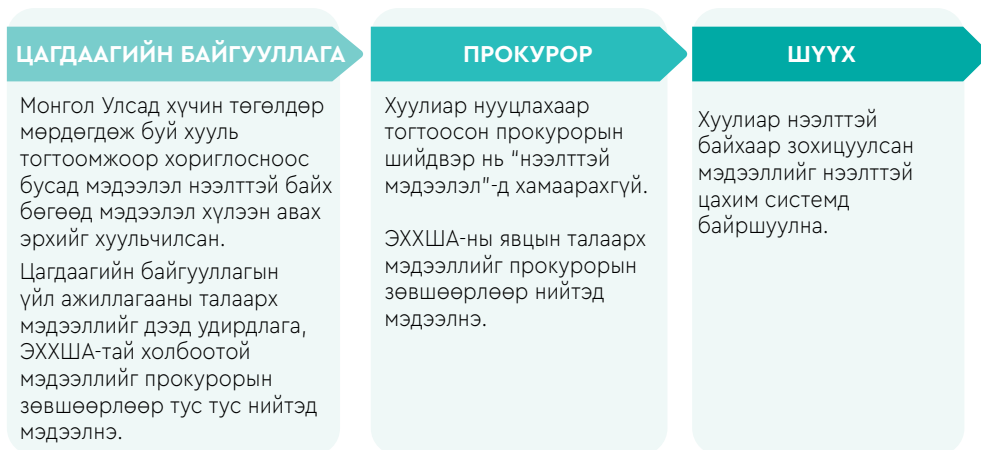 ЦАГДААГИЙН БАЙГУУЛЛАГА
Монгол Улсад хүчин төгөлдөр
мөрдөгдөж буй хууль
тогтоомжоор хориглосноос
бусад мэдээлэл нээлттэй байх
бөгөөд мэдээлэл хүлээн авах
эрхийг хуульчилсан.
Цагдаагийн байгууллагын
үйл ажиллагааны талаарх
мэдээллийг дээд удирдлага,
ЭХХША-тай холбоотой
мэдээллийг прокурорын
зөвшөөрлөөр тус тус нийтэд
мэдээлнэ.
ПРОКУРОР
Хуулиар нууцлахаар
тогтоосон прокурорын
шийдвэр нь "нээлттэй
мэдээлэл"-д хамаарахгүй.
ЭХХША-ны явцын талаарх
мэдээллийг прокурорын
зөвшөөрлөөр нийтэд
мэдээлнэ.
ШҮҮХ
Хуулиар нээлттэй
байхаар зохицуулсан
мэдээллийг нээлттэй
цахим системд
байршуулна.